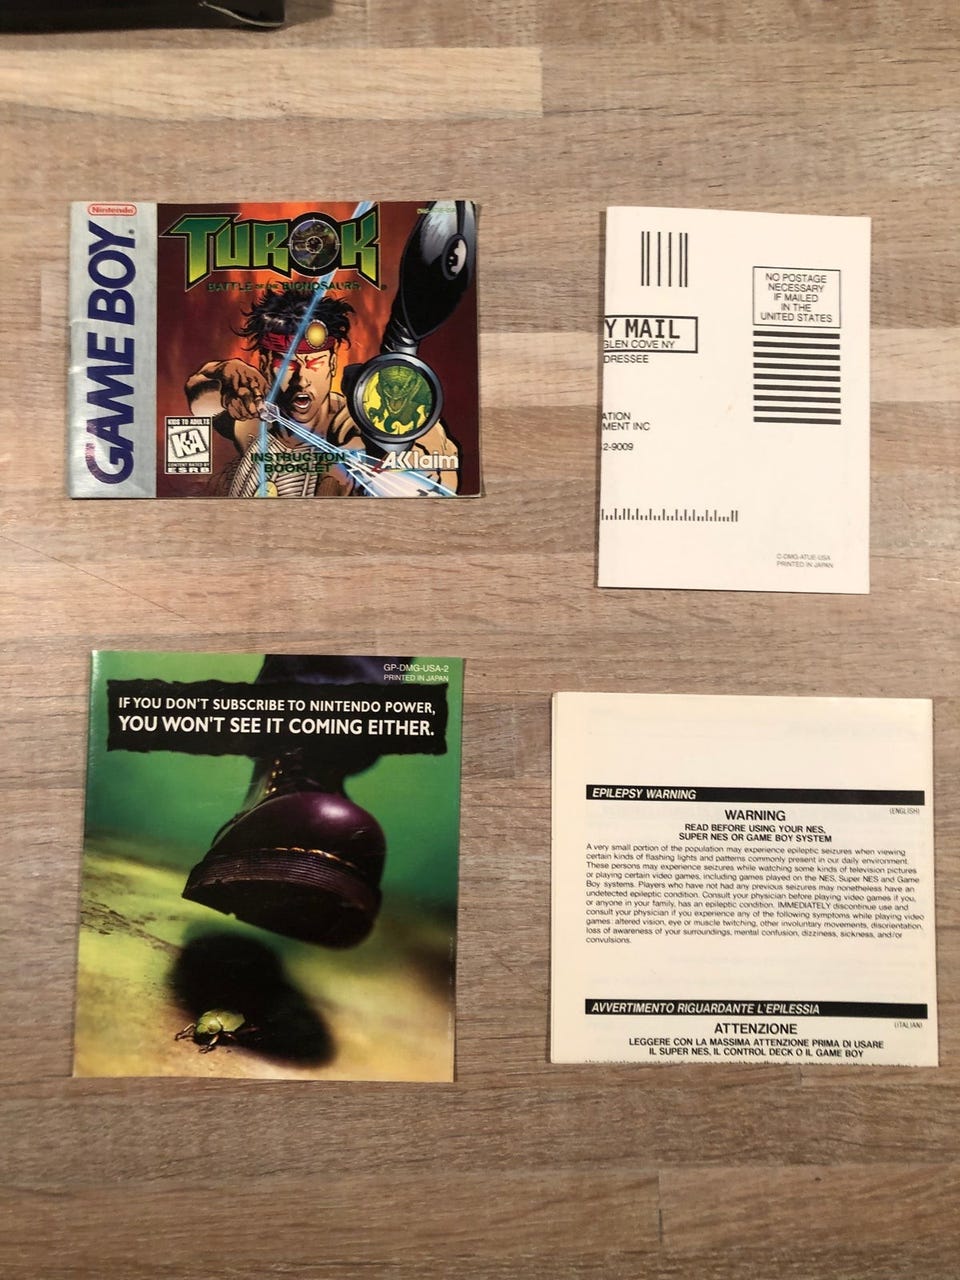 Nintendo
GAME BOY
TUROK
BATTLE OF THE BIONOSAURS
KIDS TO ADULTS
K-A
CONTENT RATED BY
ESRB
INSTRUCTION
BOOKLET
AKklaim
NO POSTAGE
NECESSARY
IF MAILED
IN THE
UNITED STATES
Y MAIL
GLEN COVE NY
DRESSEE
ATION
MENT INC
2-9009
C-DMG-ATUE-USA
PRINTED IN JAPAN
GP-DMG-USA-2
PRINTED IN JAPAN
IF YOU DON'T SUBSCRIBE TO NINTENDO POWER,
YOU WON'T SEE IT COMING EITHER.
EPILEPSY WARNING
(ENGLISH)
WARNING
READ BEFORE USING YOUR NES,
SUPER NES OR GAME BOY SYSTEM
A very small portion of the population may experience epileptic seizures when viewing
certain kinds of flashing lights and patterns commonly present in our daily environment.
These persons may experience seizures while watching some kinds of television pictures
or playing certain video games, including games played on the NES, Super NES and Game
Boy systems. Players who have not had any previous seizures may nonetheless have an
undetected epileptic condition. Consult your physician before playing video games if you,
or anyone in your family, has an epileptic condition. IMMEDIATELY discontinue use and
consult your physician if you experience any of the following symptoms while playing video
games: altered vision, eye or muscle twitching, other involuntary movements, disorientation,
loss of awareness of your surroundings, mental confusion, dizziness, sickness, and/or
convulsions.
AVVERTIMENTO RIGUARDANTE L'EPILESSIA
(ITALIAN)
ATTENZIONE
LEGGERE CON LA MASSIMA ATTENZIONE PRIMA DI USARE
IL SUPER NES, IL CONTROL DECK O IL GAME BOY